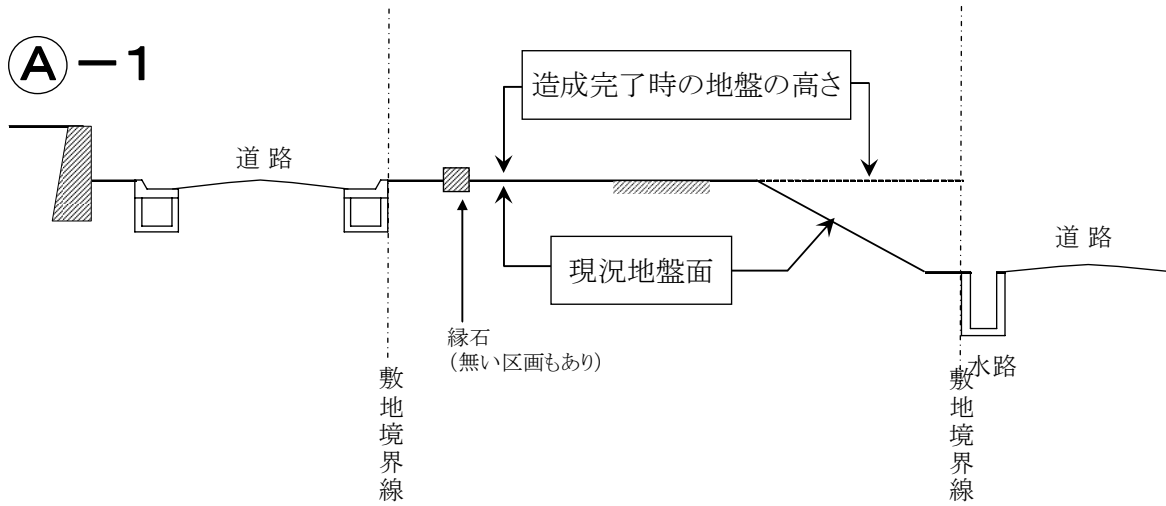 Ⓐ－1
造成完了時の地盤の高さ
道 路
現況地盤面
道 路
縁石
(無い区画もあり)
水路
敷地境界線
敷地境界線